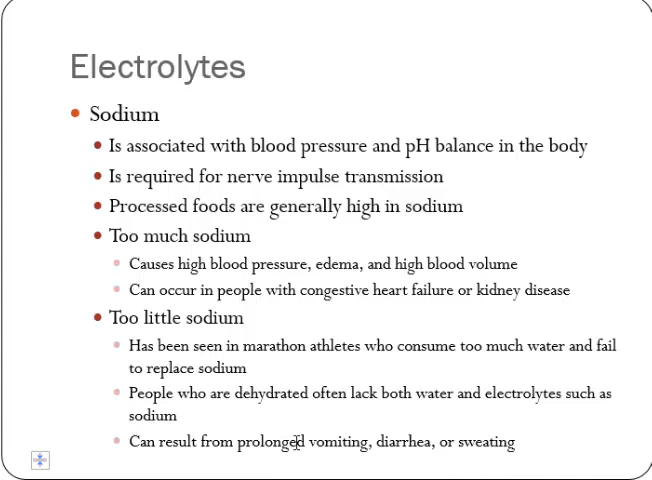 Electrolytes
• Sodium
• Is associated with blood pressure and pH balance in the body
• Is required for nerve impulse transmission
• Processed foods are generally high in sodium
• Too much sodium
• Causes high blood pressure, edema, and high blood volume
• Can occur in people with congestive heart failure or kidney disease
• Too little sodium
• Has been seen in marathon athletes who consume too much water and fail
to replace sodium
• People who are dehydrated often lack both water and electrolytes such as
sodium
• Can result from prolonged vomiting, diarrhea, or sweating